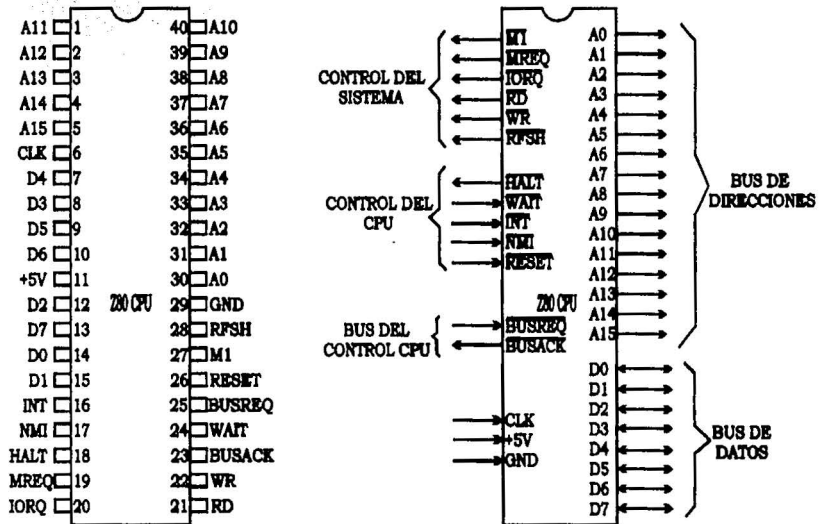 A11 1 40 A10
A12 2 39 A9
A13 3 38 A8
A14 4 37 A7
A15 5 36 A6
CLK 6 35 A5
D4 7 34 A4
D3 8 33 A3
D5 9 32 A2
D6 10 31 A1
+5V 11 30 A0
D2 12 Z80 CPU 29 GND
D7 13 28 RFSH
D0 14 27 M1
D1 15 26 RESET
INT 16 25 BUSREQ
NMI 17 24 WAIT
HALT 18 23 BUSACK
MREQ 19 22 WR
IORQ 20 21 RD
CONTROL DEL
SISTEMA
M1
MREQ
IORQ
RD
WR
RFSH
CONTROL DEL
CPU
HALT
WAIT
INT
NMI
RESET
BUS DEL
CONTROL CPU
BUSREQ
BUSACK
CLK
+5V
GND
Z80 CPU
A0
A1
A2
A3
A4
A5
A6
A7
A8
A9
A10
A11
A12
A13
A14
A15
BUS DE
DIRECCIONES
D0
D1
D2
D3
D4
D5
D6
D7
BUS DE
DATOS